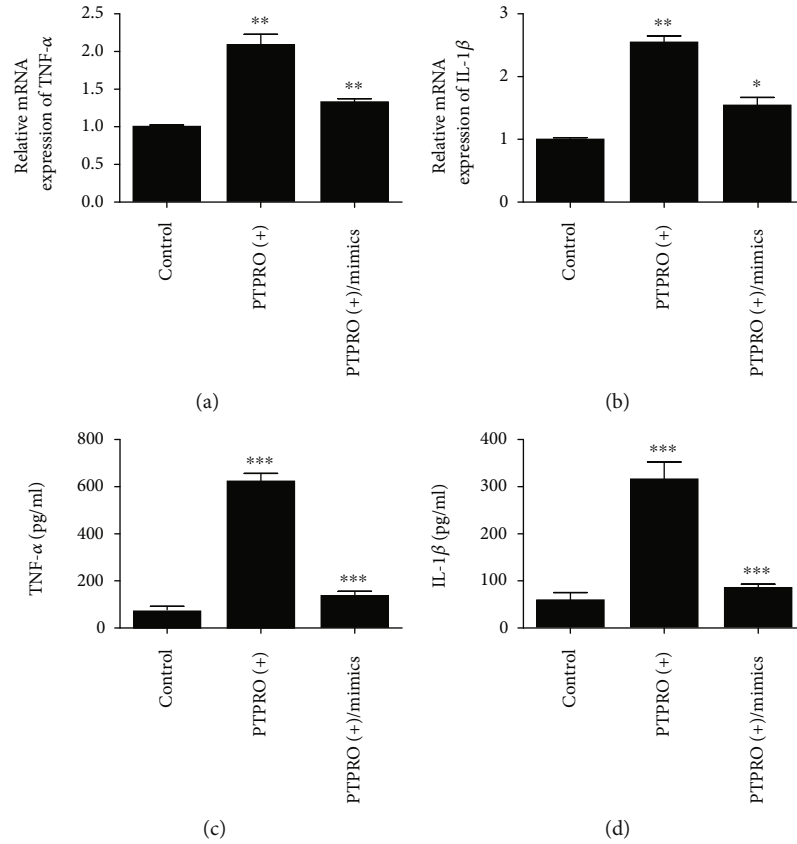 Relative mRNA
expression of TNF-α
2.5
2.0
1.5
1.0
0.5
0.0
**
**
Control
PTPRO (+)
PTPRO (+)/mimics
(a)
Relative mRNA
expression of IL-1β
3
2
1
0
**
*
Control
PTPRO (+)
PTPRO (+)/mimics
(b)
TNF-α (pg/ml)
800
600
400
200
0
***
***
Control
PTPRO (+)
PTPRO (+)/mimics
(c)
IL-1β (pg/ml)
400
300
200
100
0
***
***
Control
PTPRO (+)
PTPRO (+)/mimics
(d)